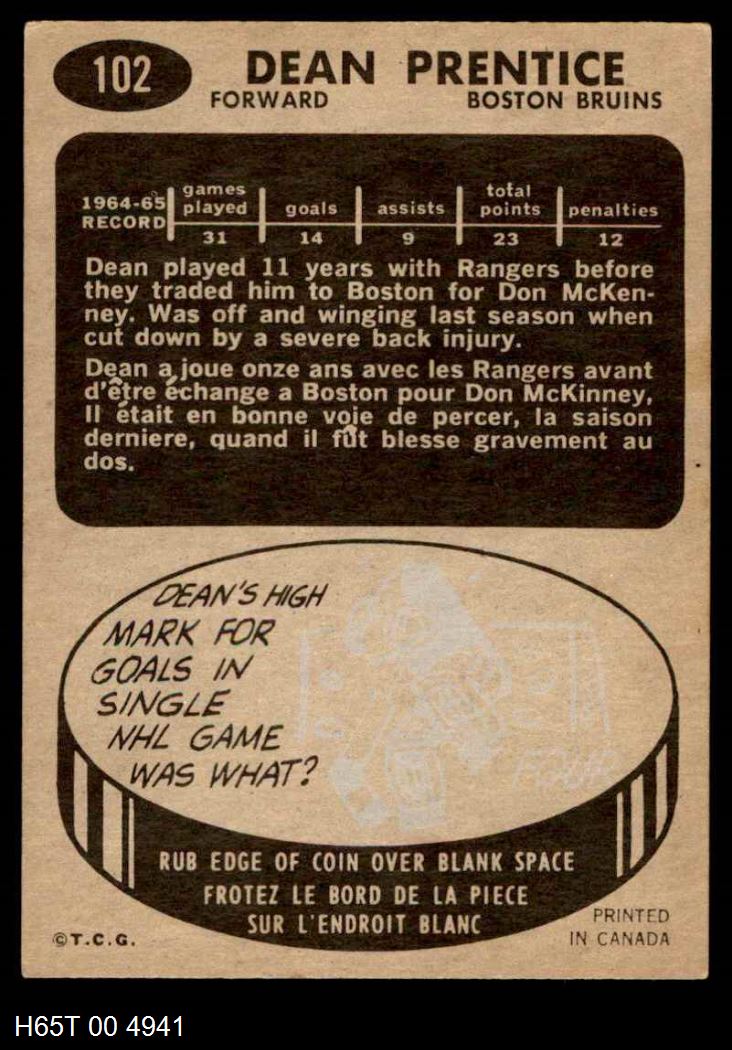 102
DEAN PRENTICE
FORWARD
BOSTON BRUINS
1964-65 RECORD
games played
goals
assists
total points
penalties
31 14 9 23 12
Dean played 11 years with Rangers before
they traded him to Boston for Don McKen-
ney. Was off and winging last season when
cut down by a severe back injury.
Dean a joue onze ans avec les Rangers avant
d'être échange a Boston pour Don McKinney,
Il était en bonne voie de percer, la saison
derniere, quand il fût blesse gravement au
dos.
DEAN'S HIGH
MARK FOR
GOALS IN
SINGLE
NHL GAME
WAS WHAT?
FOUR
RUB EDGE OF COIN OVER BLANK SPACE
FROTEZ LE BORD DE LA PIECE
SUR L'ENDROIT BLANC
©T.C.G.
PRINTED
IN CANADA
H65T 00 4941